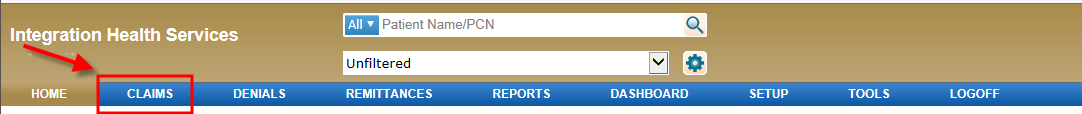 Integration Health Services
All Patient Name/PCN
Unfiltered
HOME CLAIMS DENIALS REMITTANCES REPORTS DASHBOARD SETUP TOOLS LOGOFF